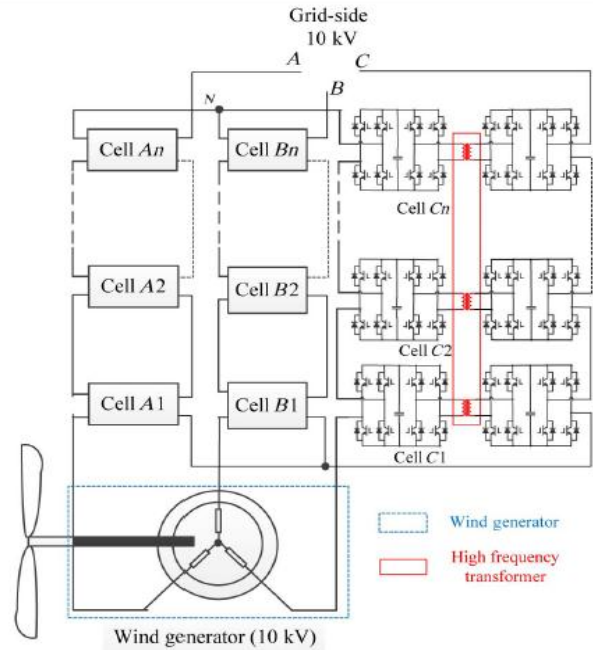 Grid-side
10 kV
A
C
B
N
Cell An
Cell Bn
Cell Cn
Cell A2
Cell B2
Cell C2
Cell A1
Cell B1
Cell C1
Wind generator
High frequency
transformer
Wind generator (10 kV)